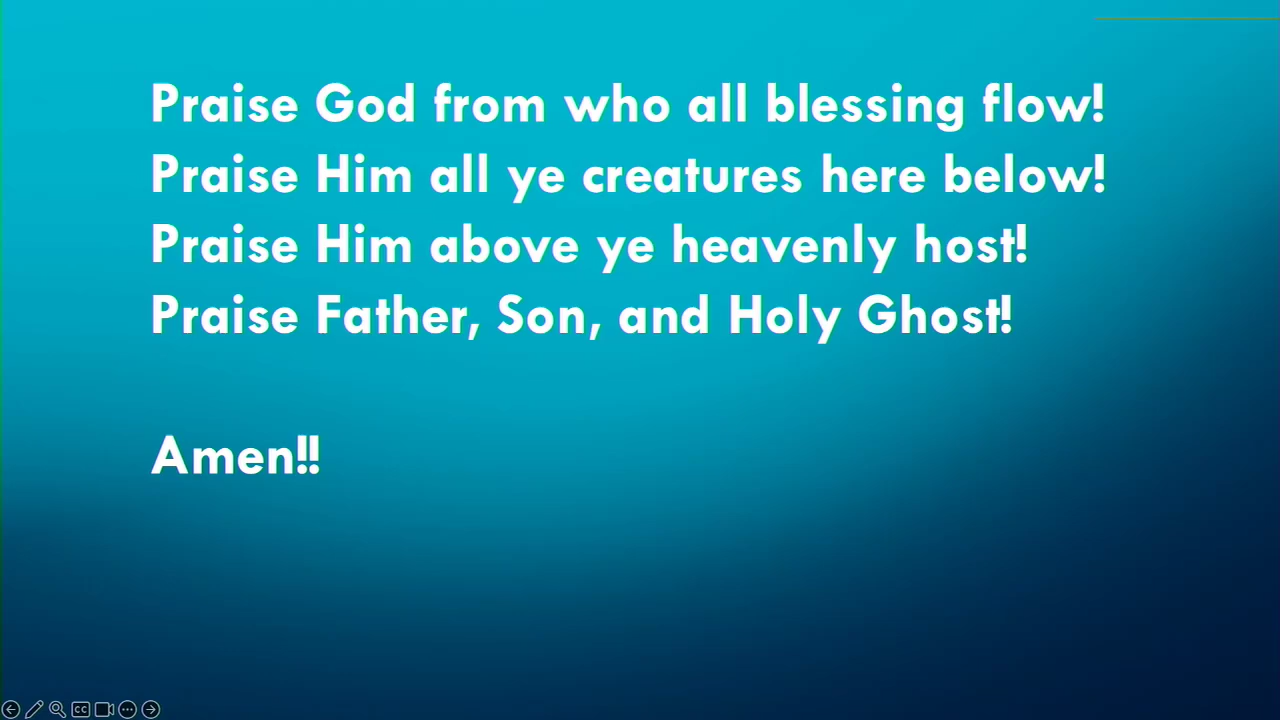 Praise God from who all blessing flow!
Praise Him all ye creatures here below!
Praise Him above ye heavenly host!
Praise Father, Son, and Holy Ghost!
Amen!!
CC